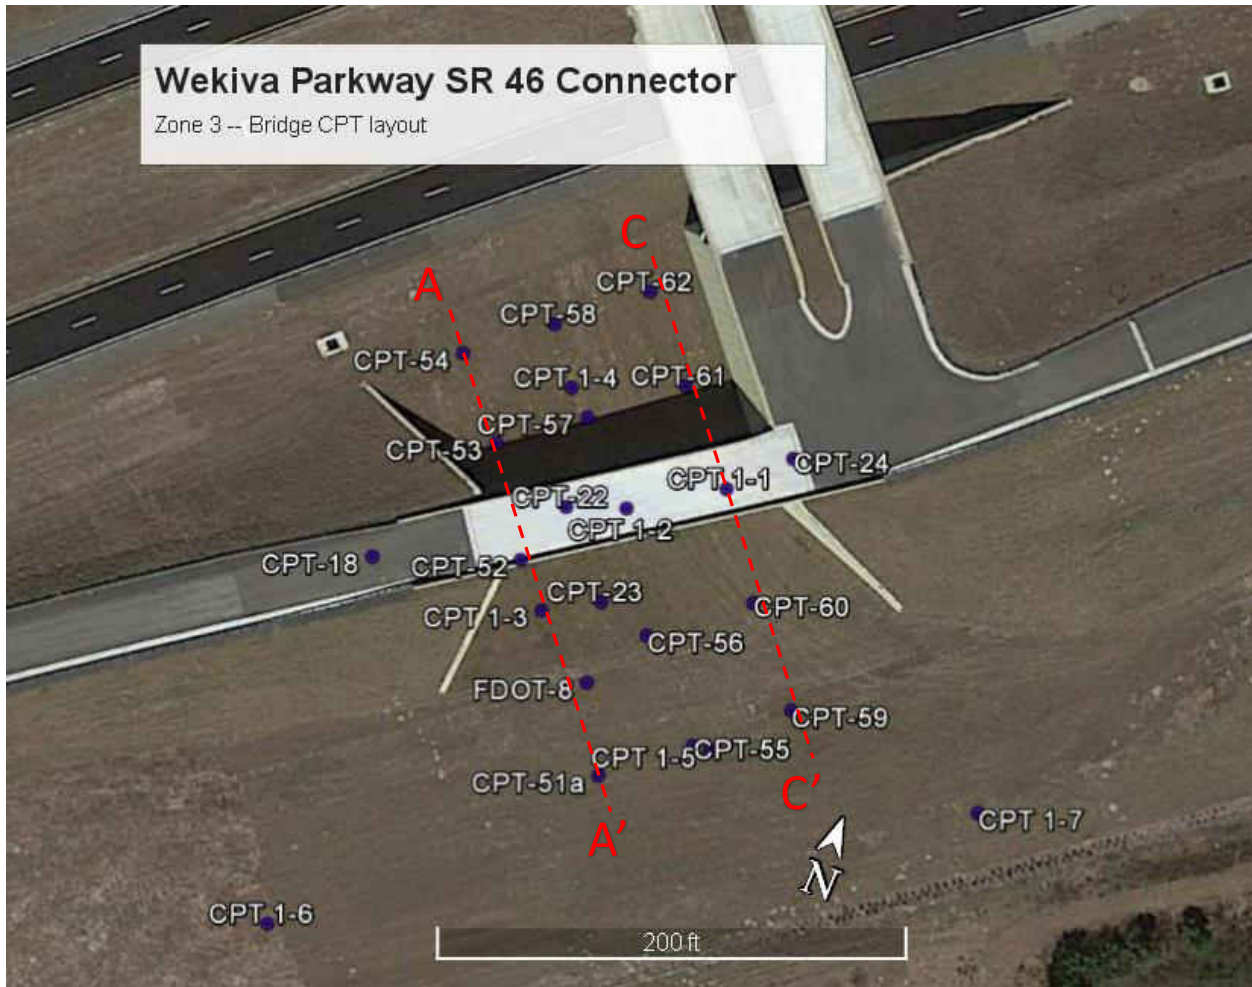 Wekiva Parkway SR 46 Connector
Zone 3 -- Bridge CPT layout
C
A
CPT-62
CPT-58
CPT-54
CPT 1-4
CPT-61
CPT-57
CPT-53
CPT-24
CPT 1-1
CPT-22
CPT 1-2
CPT-18
CPT-52
CPT-23
CPT 1-3
CPT-60
CPT-56
FDOT-8
CPT-59
CPT 1-5
CPT-55
CPT-51a
C’
CPT 1-7
A’
N
CPT 1-6
200 ft